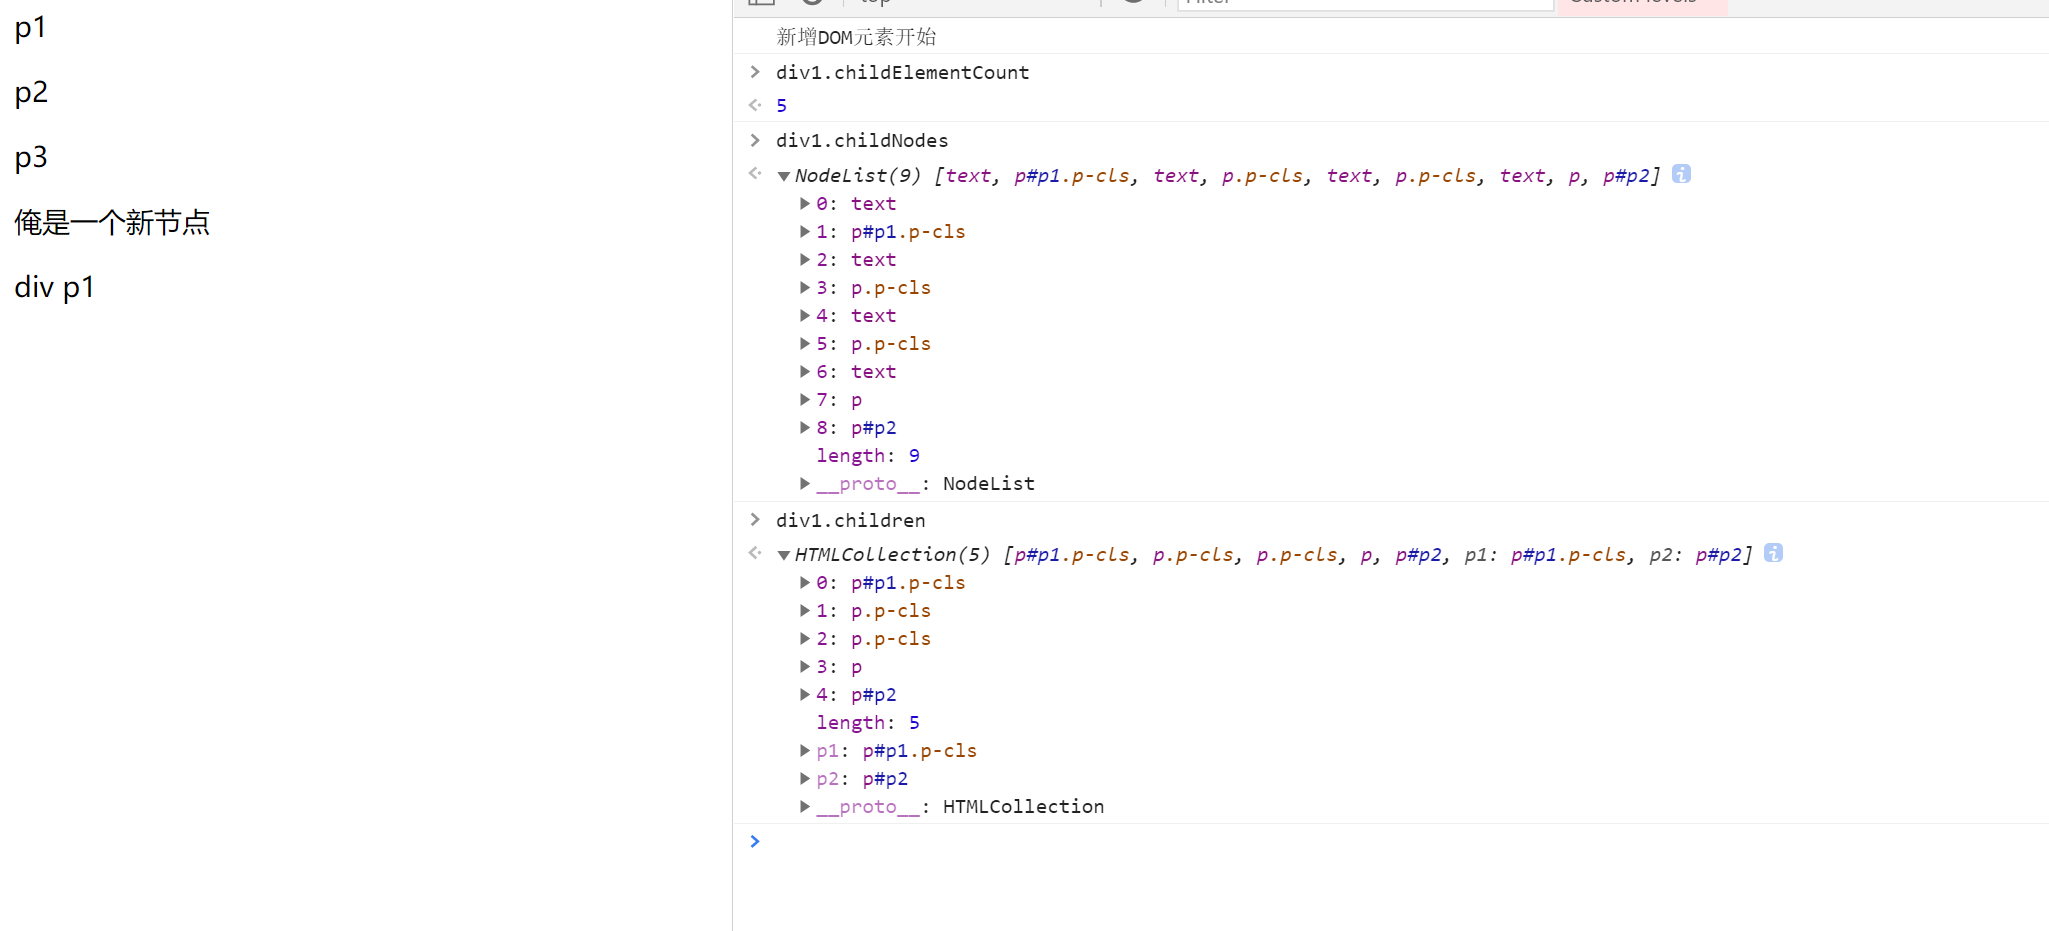 p1
p2
p3
俺是一个新节点
div p1
top
Filter
Custom levels
新增DOM元素开始
div1.childElementCount
5
div1.childNodes
NodeList(9) [text, p#p1.p-cls, text, p.p-cls, text, p.p-cls, text, p, p#p2]
0: text
1: p#p1.p-cls
2: text
3: p.p-cls
4: text
5: p.p-cls
6: text
7: p
8: p#p2
length: 9
__proto__: NodeList
div1.children
HTMLCollection(5) [p#p1.p-cls, p.p-cls, p.p-cls, p, p#p2, p1: p#p1.p-cls, p2: p#p2]
0: p#p1.p-cls
1: p.p-cls
2: p.p-cls
3: p
4: p#p2
length: 5
p1: p#p1.p-cls
p2: p#p2
__proto__: HTMLCollection